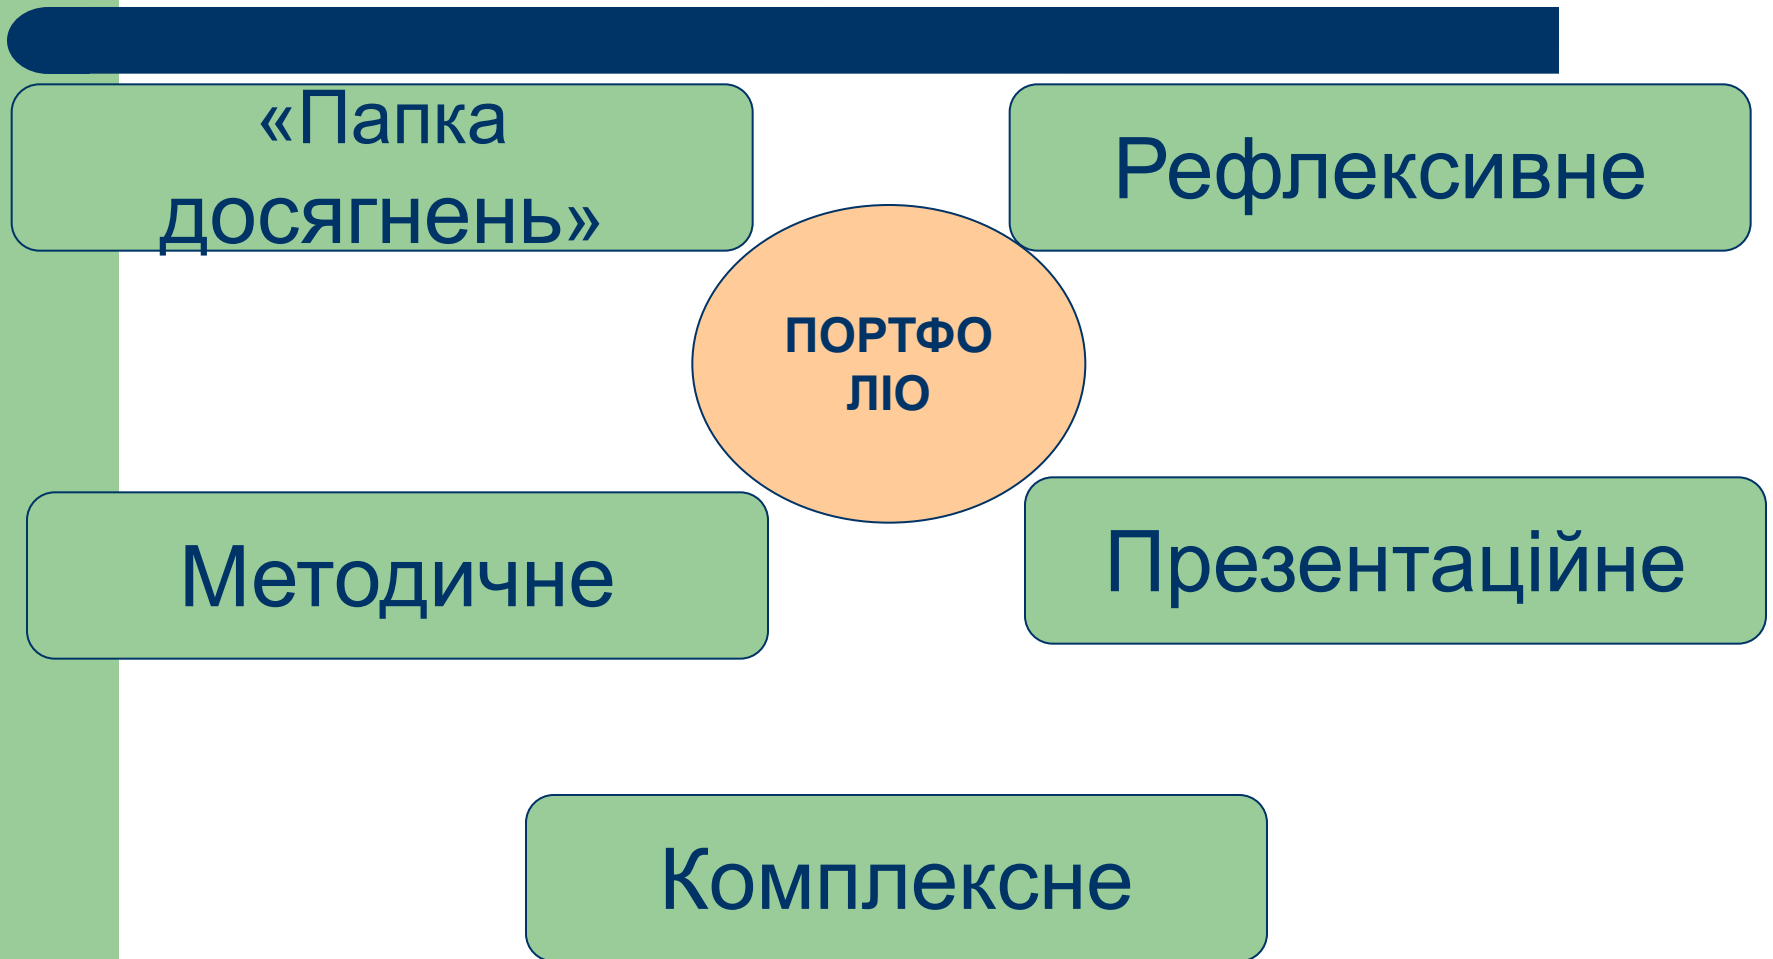 «Папка
досягнень»
Рефлексивне
ПОРТФО
ЛІО
Методичне
Презентаційне
Комплексне